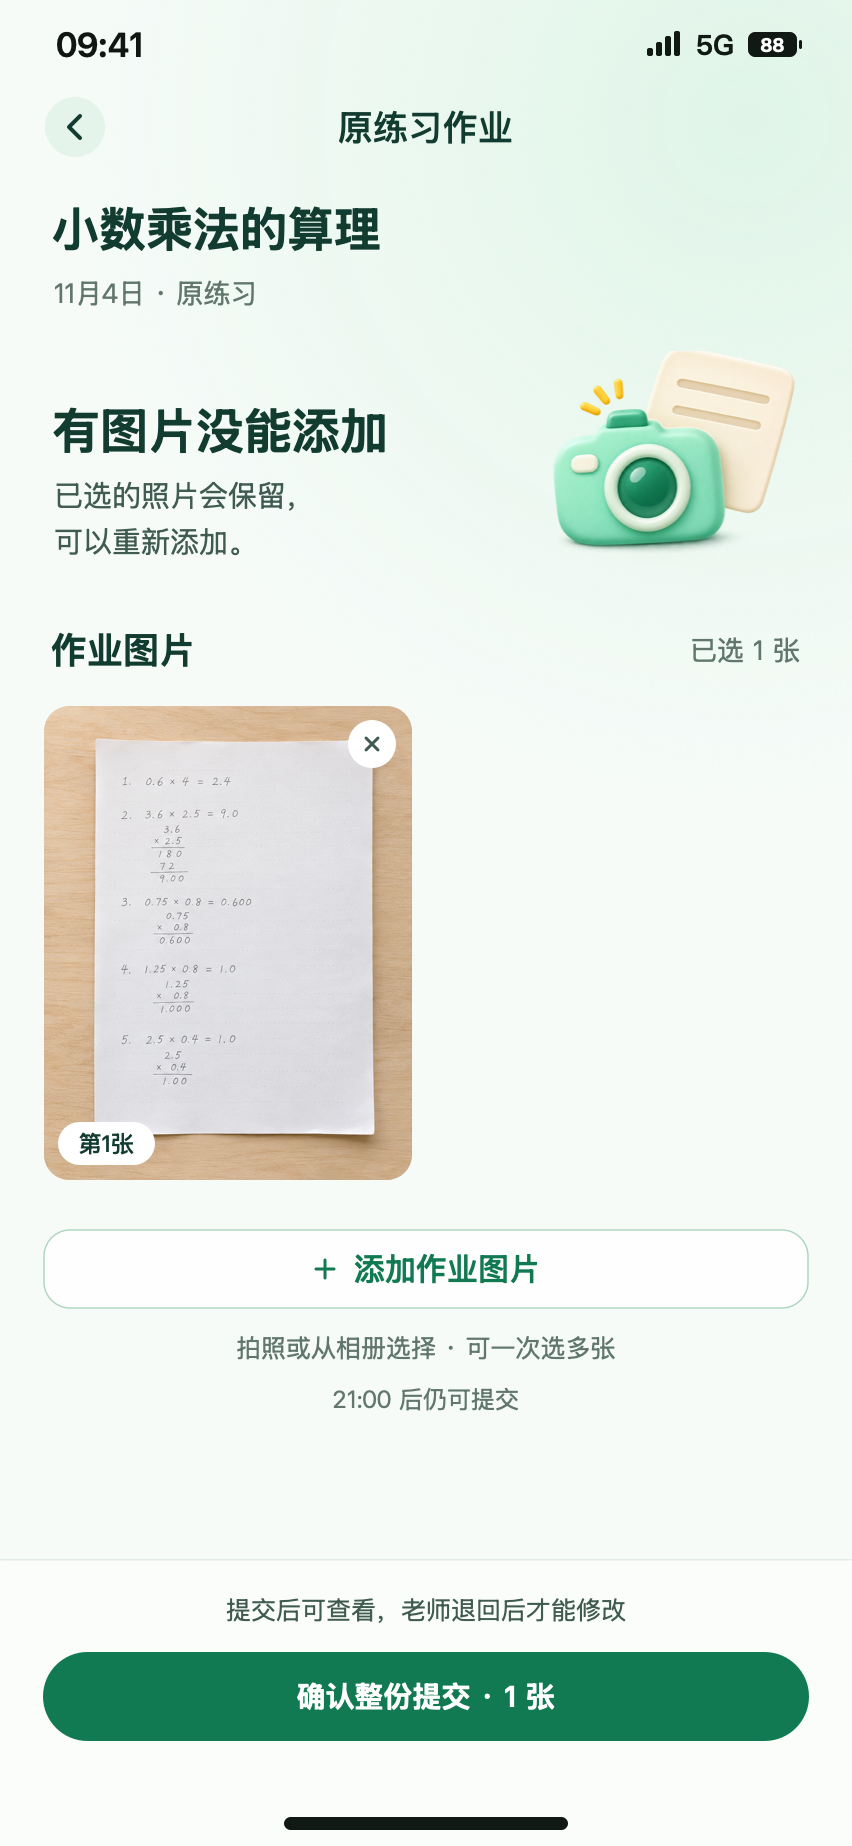 09:41
5G 88
原练习作业
小数乘法的算理
11月4日 · 原练习
有图片没能添加
已选的照片会保留，
可以重新添加。
作业图片
已选 1 张
1. 0.6 × 4 = 2.4
2. 3.6 × 2.5 = 9.0
3.6
× 2.5
180
72
9.00
3. 0.75 × 0.8 = 0.600
0.75
× 0.8
0.600
4. 1.25 × 0.8 = 1.0
1.25
× 0.8
1.000
5. 2.5 × 0.4 = 1.0
2.5
× 0.4
1.00
第1张
+ 添加作业图片
拍照或从相册选择 · 可一次选多张
21:00 后仍可提交
提交后可查看，老师退回后才能修改
确认整份提交 · 1 张